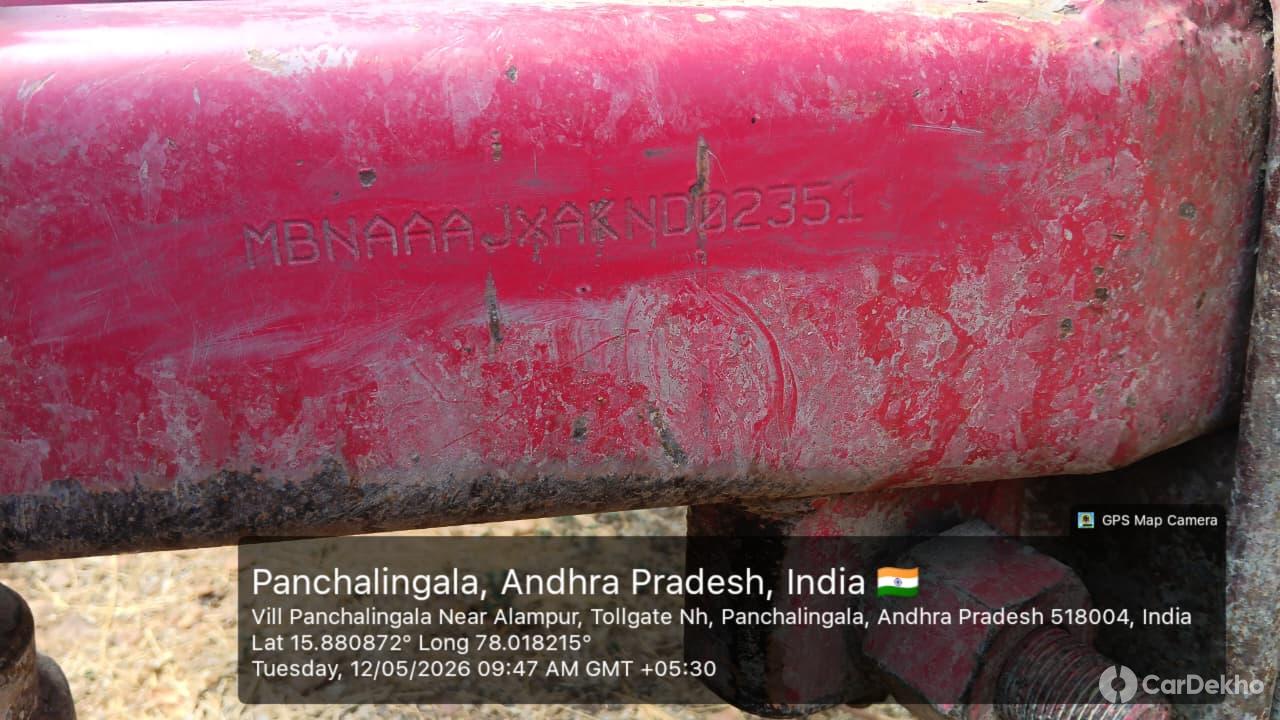 MBNAAAJXAKND02351
GPS Map Camera
Panchalingala, Andhra Pradesh, India
Vill Panchalingala Near Alampur, Tollgate Nh, Panchalingala, Andhra Pradesh 518004, India
Lat 15.880872° Long 78.018215°
Tuesday, 12/05/2026 09:47 AM GMT +05:30
CarDekho